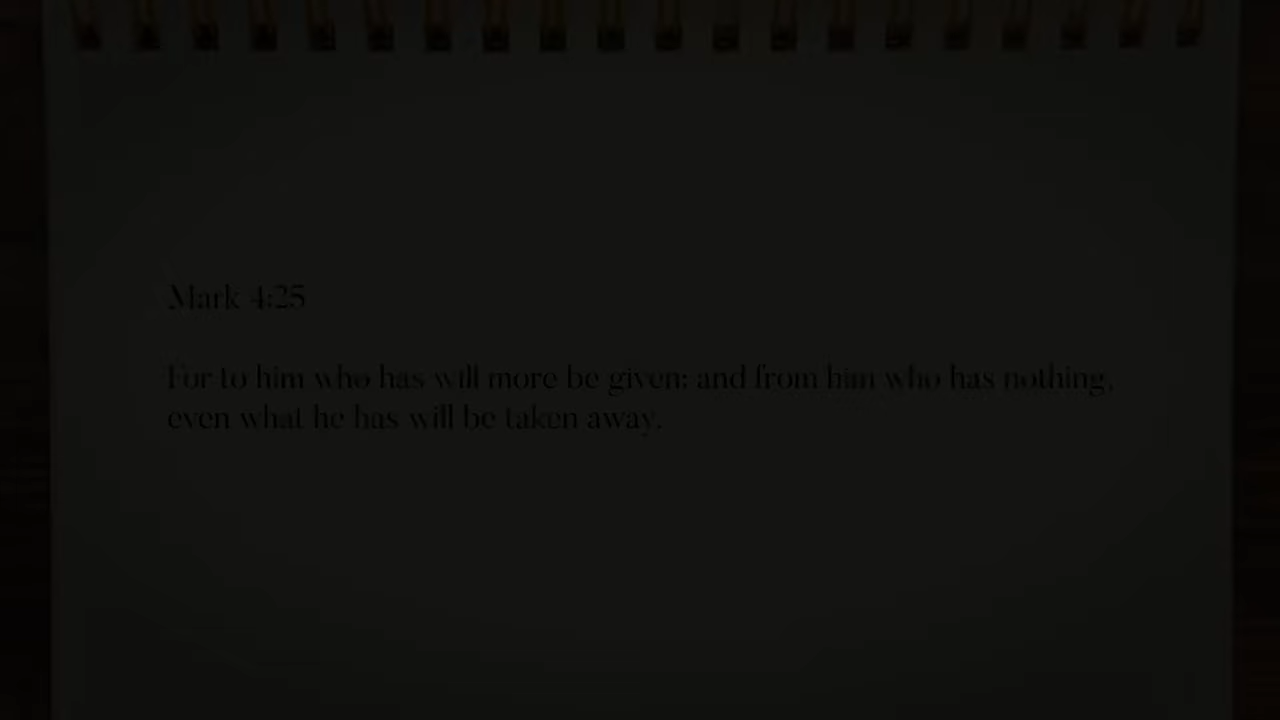 Mark 4:25
For to him who has will more be given; and from him who has nothing,
even what he has will be taken away.